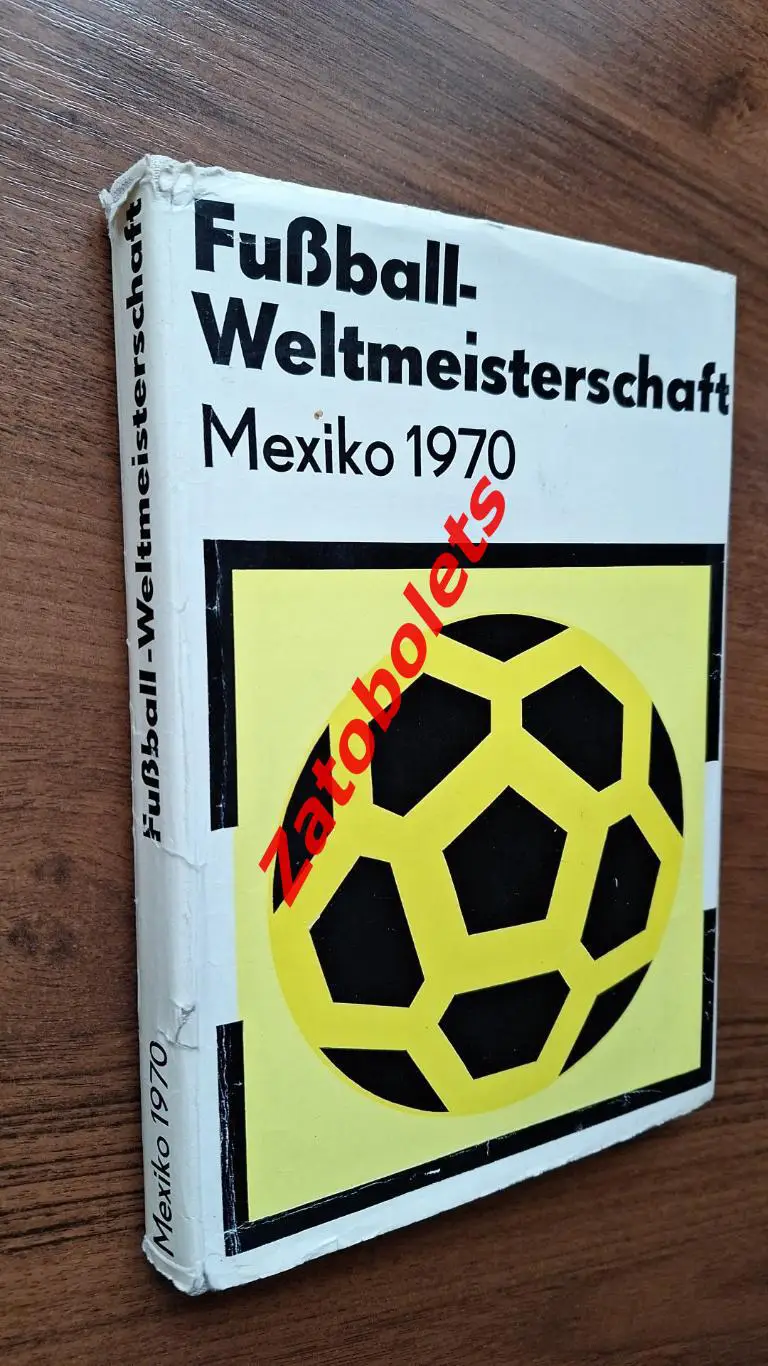 Fußball-
Weltmeisterschaft
Mexiko 1970
Zatobolets
Fußball-Weltmeisterschaft
Mexiko 1970